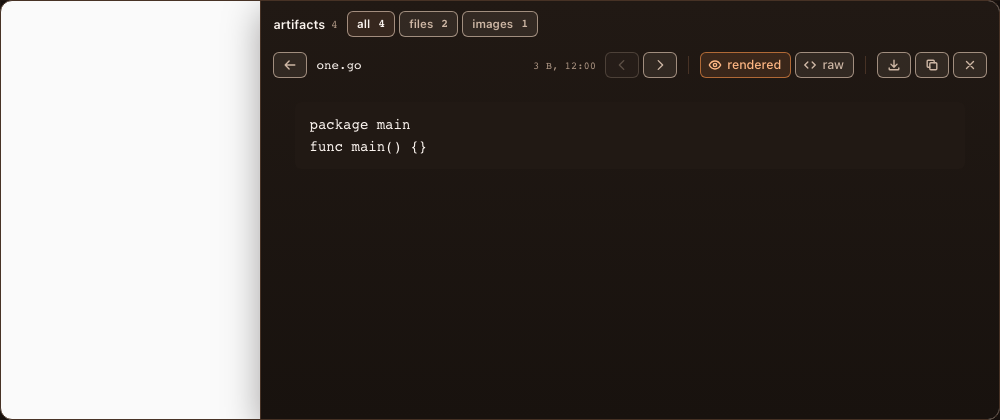 artifacts 4 all 4 files 2 images 1
one.go 3 B, 12:00 rendered raw
package main
func main() {}